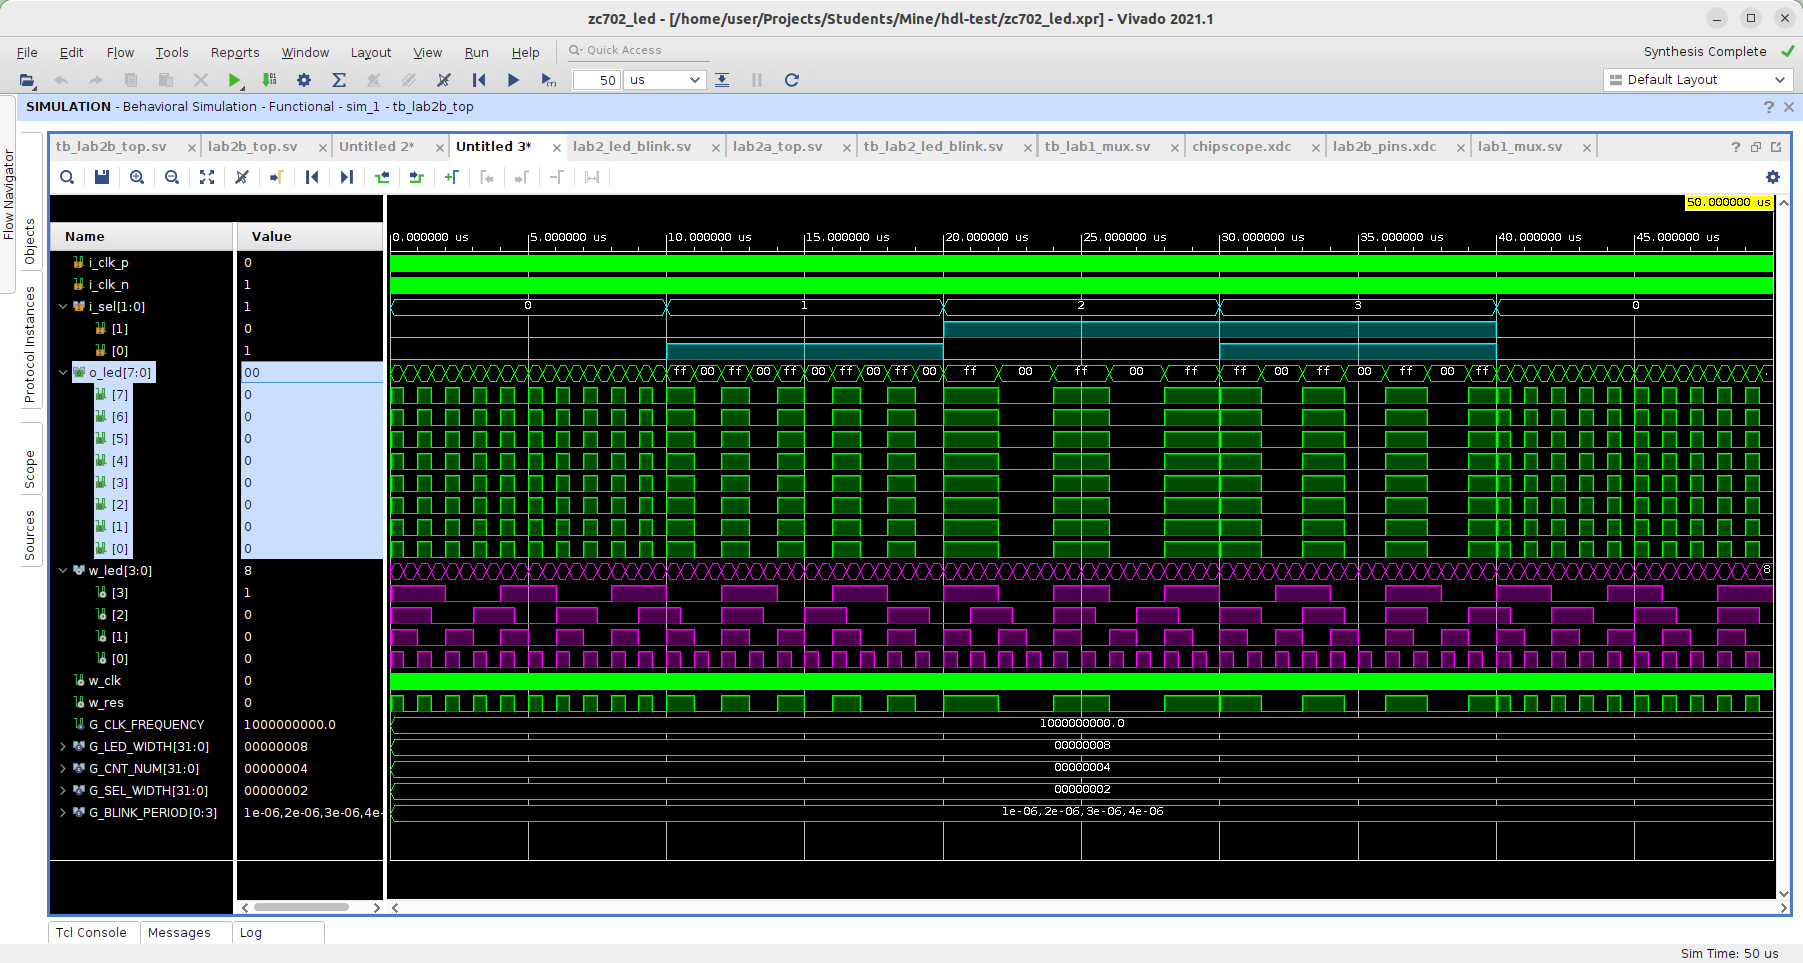 zc702_led - [/home/user/Projects/Students/Mine/hdl-test/zc702_led.xpr] - Vivado 2021.1
File Edit Flow Tools Reports Window Layout View Run Help Quick Access Synthesis Complete
50 us Default Layout
SIMULATION - Behavioral Simulation - Functional - sim_1 - tb_lab2b_top
Flow Navigator
Objects
Protocol Instances
Scope
Sources
tb_lab2b_top.sv lab2b_top.sv Untitled 2* Untitled 3* lab2_led_blink.sv lab2a_top.sv tb_lab2_led_blink.sv tb_lab1_mux.sv chipscope.xdc lab2b_pins.xdc lab1_mux.sv
50.000000 us
Name Value 0.000000 us 5.000000 us 10.000000 us 15.000000 us 20.000000 us 25.000000 us 30.000000 us 35.000000 us 40.000000 us 45.000000 us
i_clk_p 0
i_clk_n 1
i_sel[1:0] 1 0 1 2 3 0
[1] 0
[0] 1
o_led[7:0] 00 ff 00 ff 00 ff 00 ff 00 ff 00 ff 00 ff 00 ff ff 00 ff 00 ff 00 ff
[7] 0
[6] 0
[5] 0
[4] 0
[3] 0
[2] 0
[1] 0
[0] 0
w_led[3:0] 8 8
[3] 1
[2] 0
[1] 0
[0] 0
w_clk 0
w_res 0
G_CLK_FREQUENCY 1000000000.0 1000000000.0
G_LED_WIDTH[31:0] 00000008 00000008
G_CNT_NUM[31:0] 00000004 00000004
G_SEL_WIDTH[31:0] 00000002 00000002
G_BLINK_PERIOD[0:3] 1e-06,2e-06,3e-06,4e- 1e-06,2e-06,3e-06,4e-06
Tcl Console Messages Log
Sim Time: 50 us